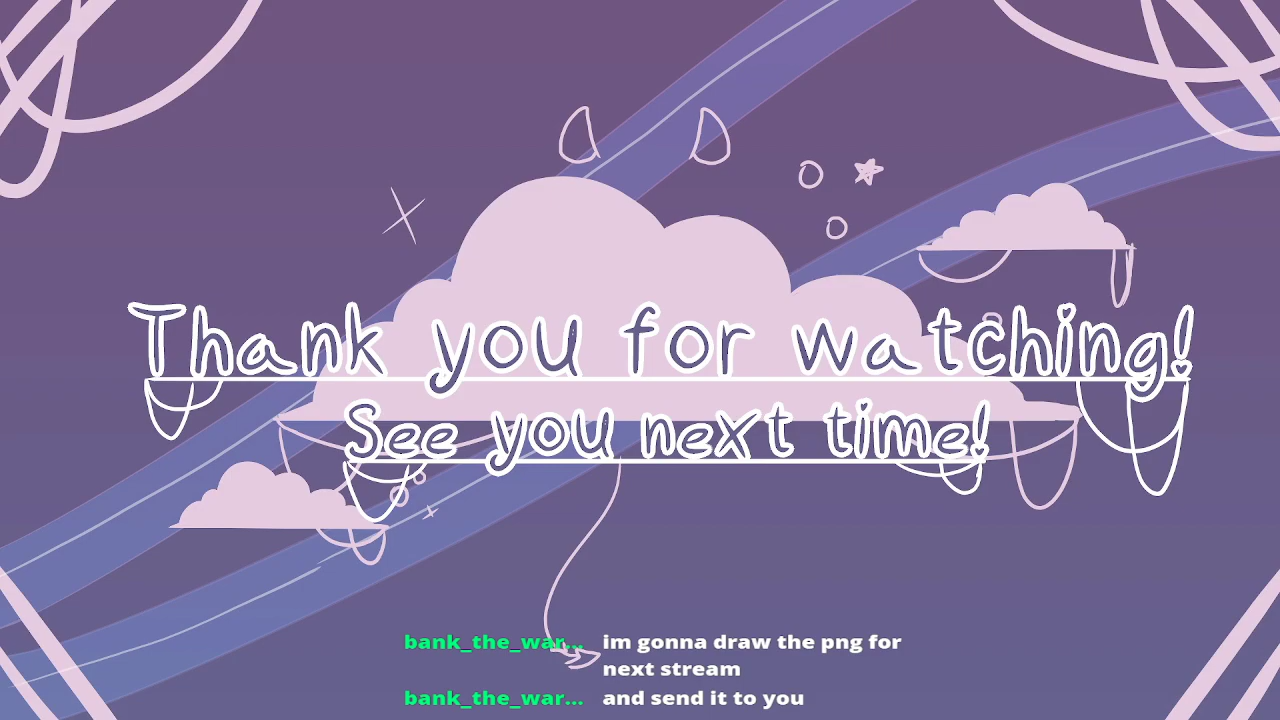 Thank you for watching!
See you next time!
bank_the_war... im gonna draw the png for
next stream
bank_the_war... and send it to you